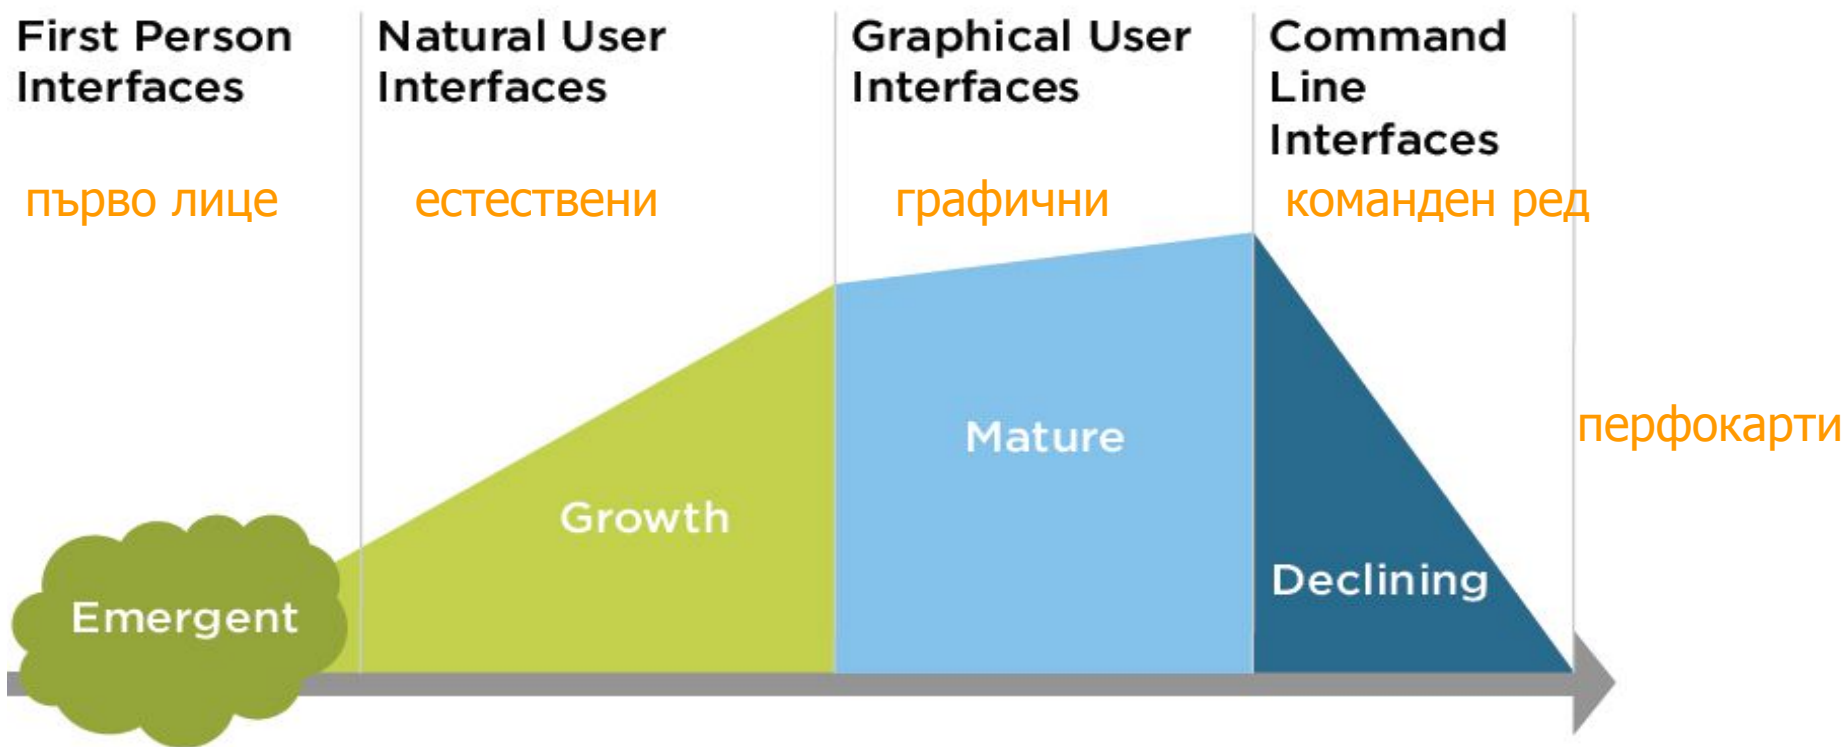 First Person
Interfaces
Natural User
Interfaces
Graphical User
Interfaces
Command
Line
Interfaces
първо лице
естествени
графични
команден ред
перфокарти
Mature
Growth
Declining
Emergent